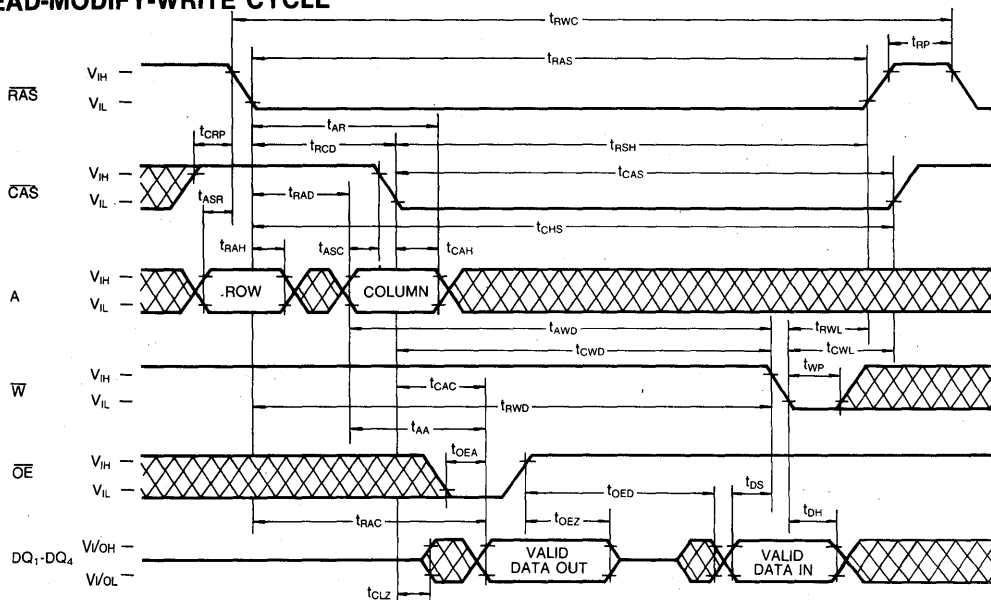 EAD-MODIFY-WRITE CYCLE
tRWC
tRP
tRAS
RAS
VIH
VIL
tAR
tCRP
tRCD
tRSH
CAS
VIH
VIL
tCAS
tRAD
tASR
tCHS
tRAH
tASC
tCAH
A
VIH
VIL
ROW
COLUMN
tAWD
tRWL
tCWD
tCWL
W
VIH
VIL
tWP
tCAC
tRWD
tAA
OE
VIH
VIL
tOEA
tOED
tDS
tRAC
tOEZ
tDH
DQ1-DQ4
VI/OH
VI/OL
VALID
DATA OUT
VALID
DATA IN
tCLZ